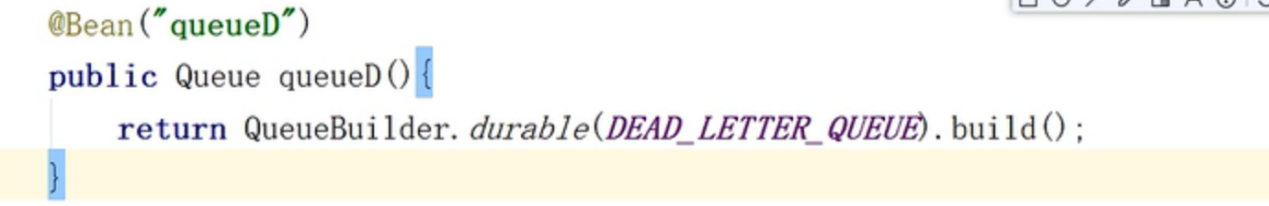 @Bean("queueD")
public Queue queueD(){
return QueueBuilder.durable(DEAD_LETTER_QUEUE).build();
}